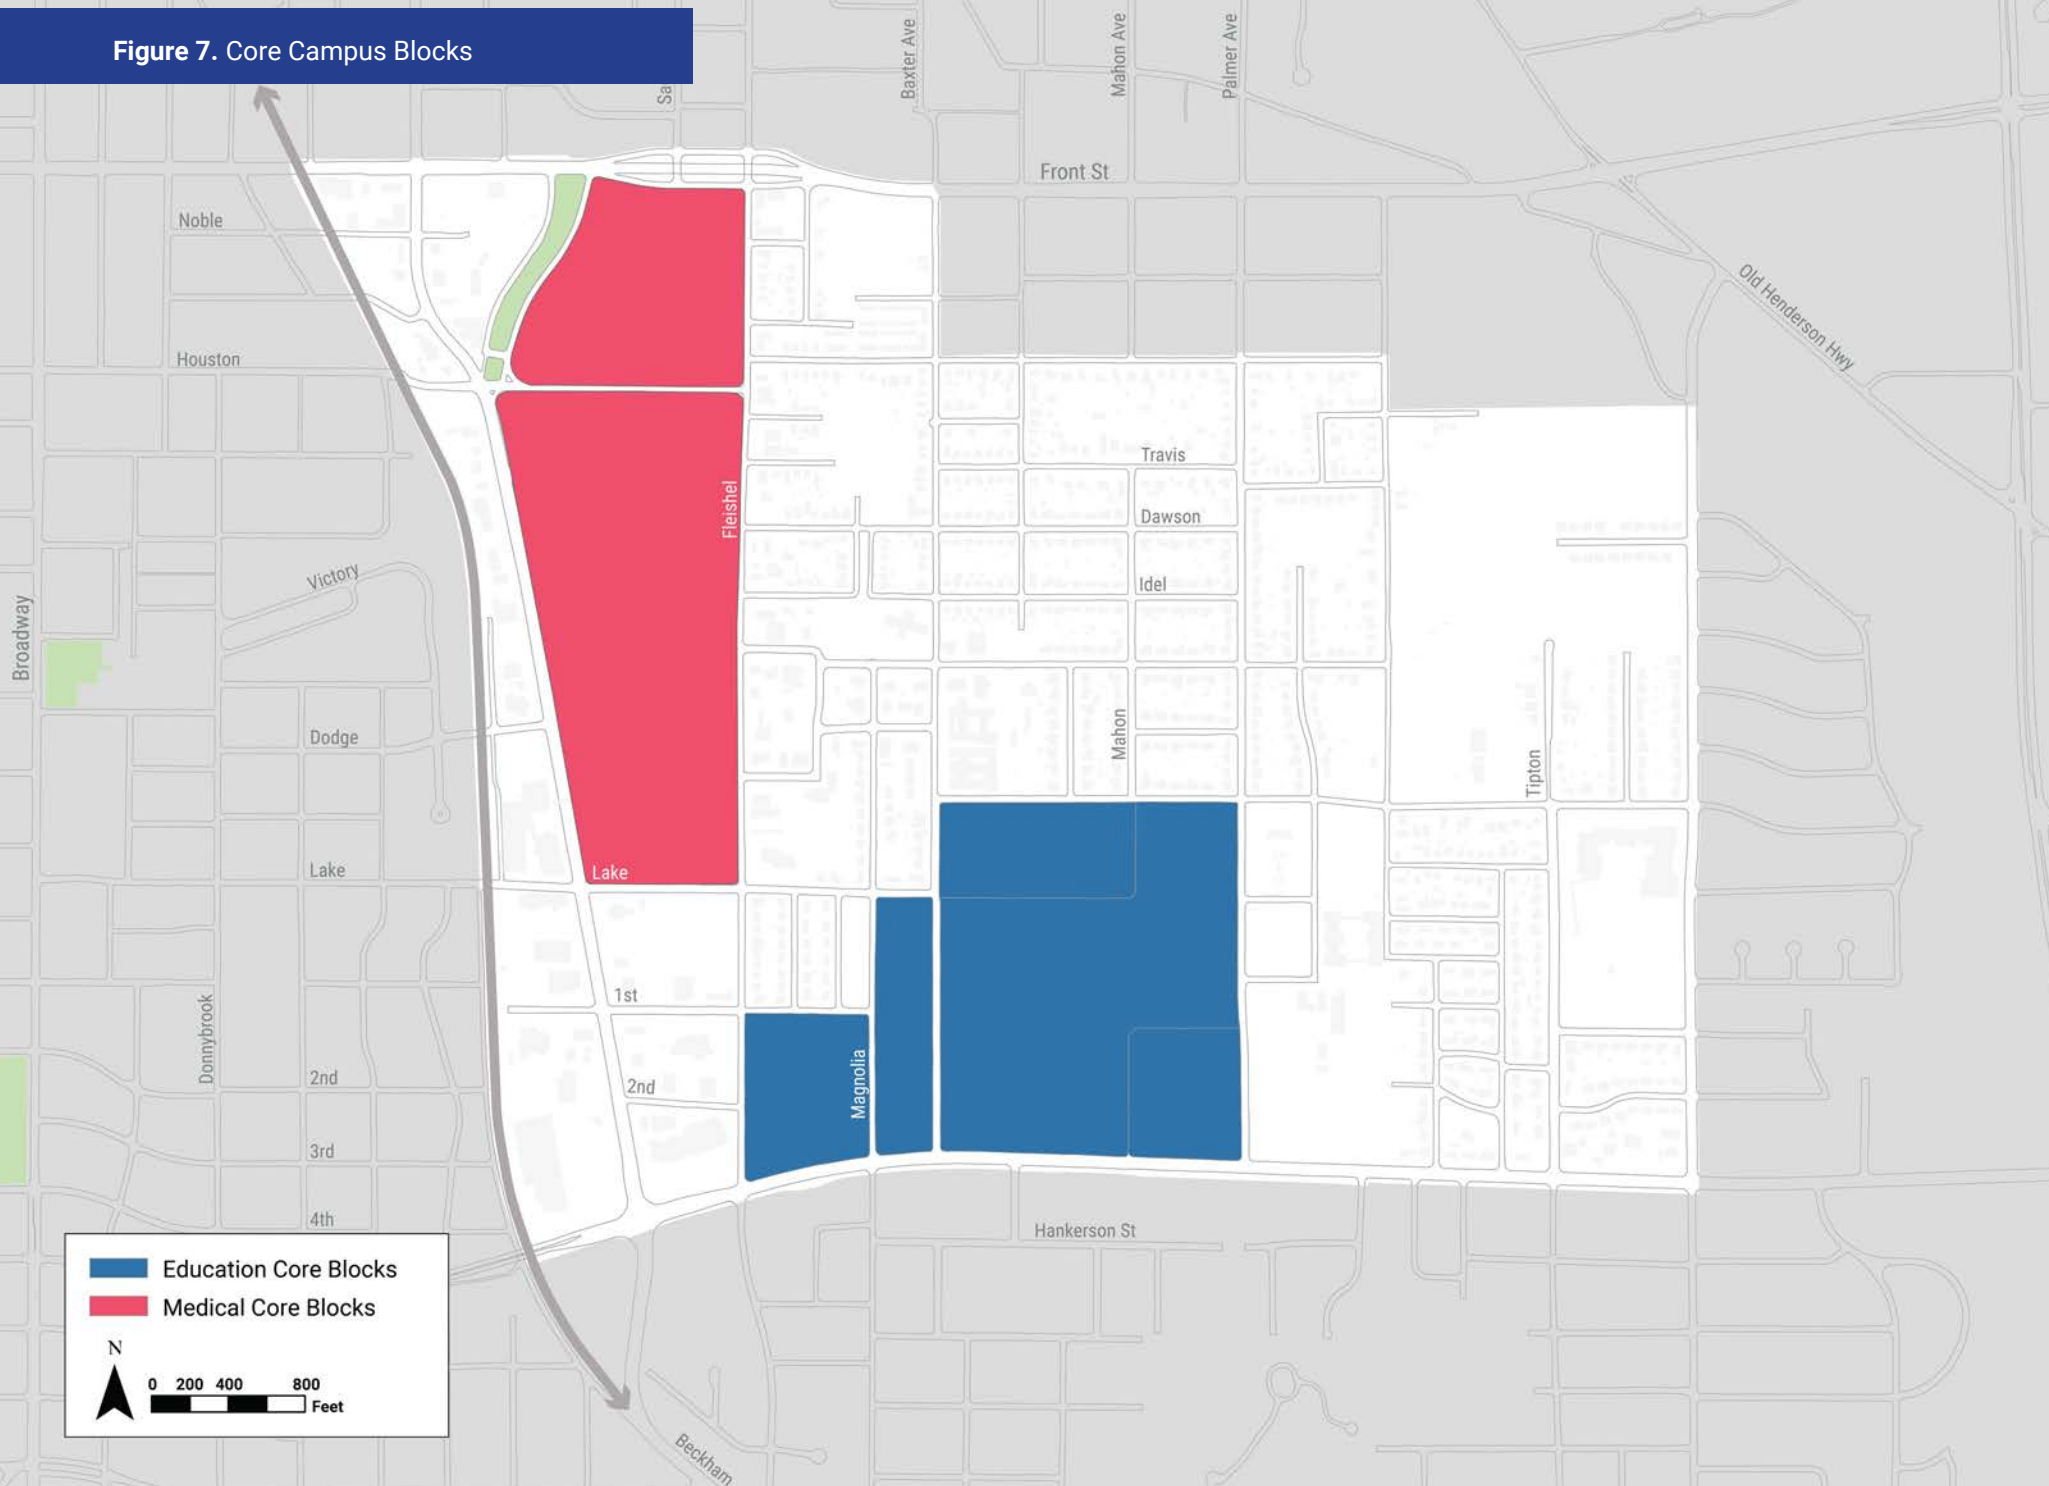 Figure 7. Core Campus Blocks
Baxter Ave
Mahon Ave
Palmer Ave
Sa
Front St
Noble
Old Henderson Hwy
Houston
Travis
Fleishel
Dawson
Idel
Victory
Broadway
Mahon
Dodge
Tipton
Lake
Lake
1st
Donnybrook
Magnolia
2nd
2nd
3rd
4th
Hankerson St
Education Core Blocks
Medical Core Blocks
N
0 200 400 800
Feet
Beckham